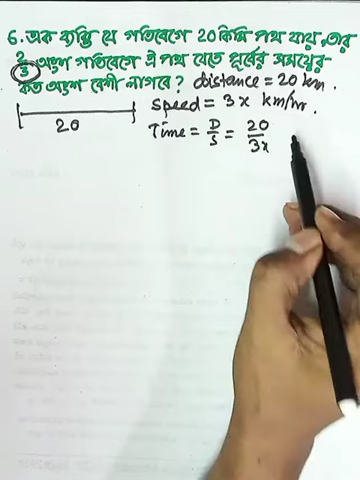 6. এক ব্যক্তি যে গতিবেগে 20 কিমি পথ যায়, তার
2/3 অংশ গতিবেগে ঐ পথ যেতে পূর্বের সময়ের
কত অংশ বেশী লাগবে? distance = 20 km.
speed = 3x km/hr.
20
Time = D/S = 20/3x